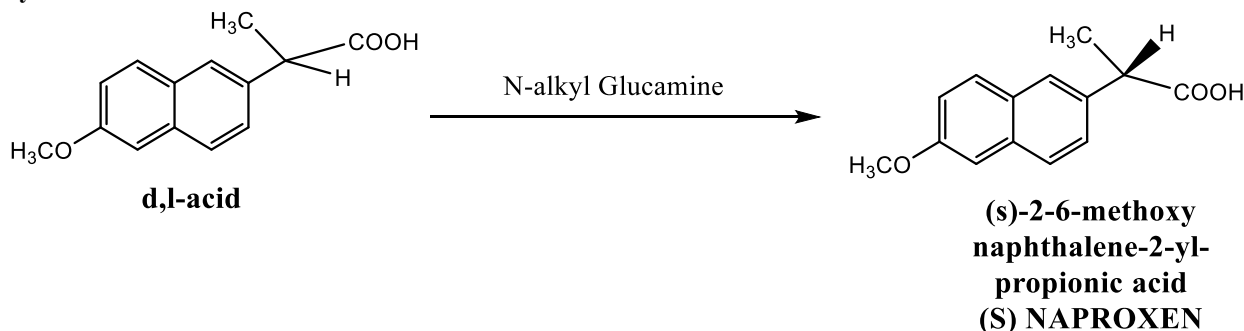 H₃C
COOH
H
H₃CO
d,l-acid
N-alkyl Glucamine
H₃C
H
COOH
H₃CO
(s)-2-6-methoxy
naphthalene-2-yl-
propionic acid
(S) NAPROXEN